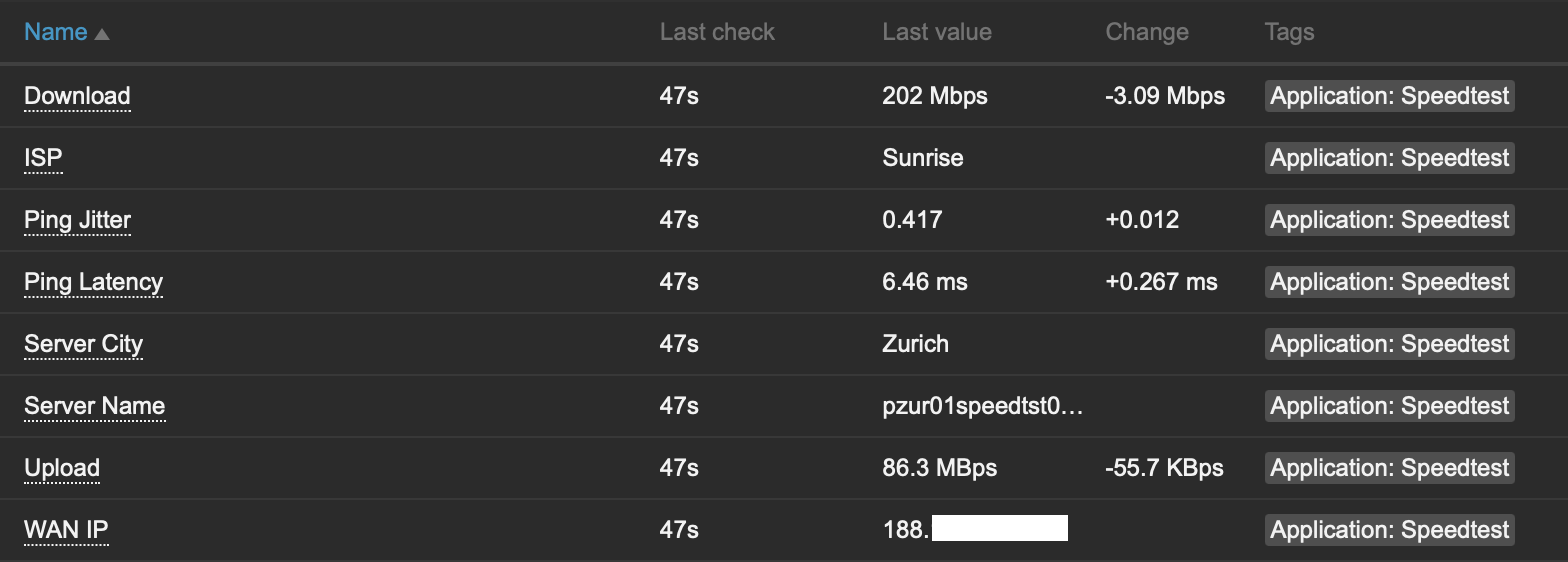 Name ▲ Last check Last value Change Tags
Download 47s 202 Mbps -3.09 Mbps Application: Speedtest
ISP 47s Sunrise Application: Speedtest
Ping Jitter 47s 0.417 +0.012 Application: Speedtest
Ping Latency 47s 6.46 ms +0.267 ms Application: Speedtest
Server City 47s Zurich Application: Speedtest
Server Name 47s pzur01speedtst0... Application: Speedtest
Upload 47s 86.3 MBps -55.7 KBps Application: Speedtest
WAN IP 47s 188. Application: Speedtest